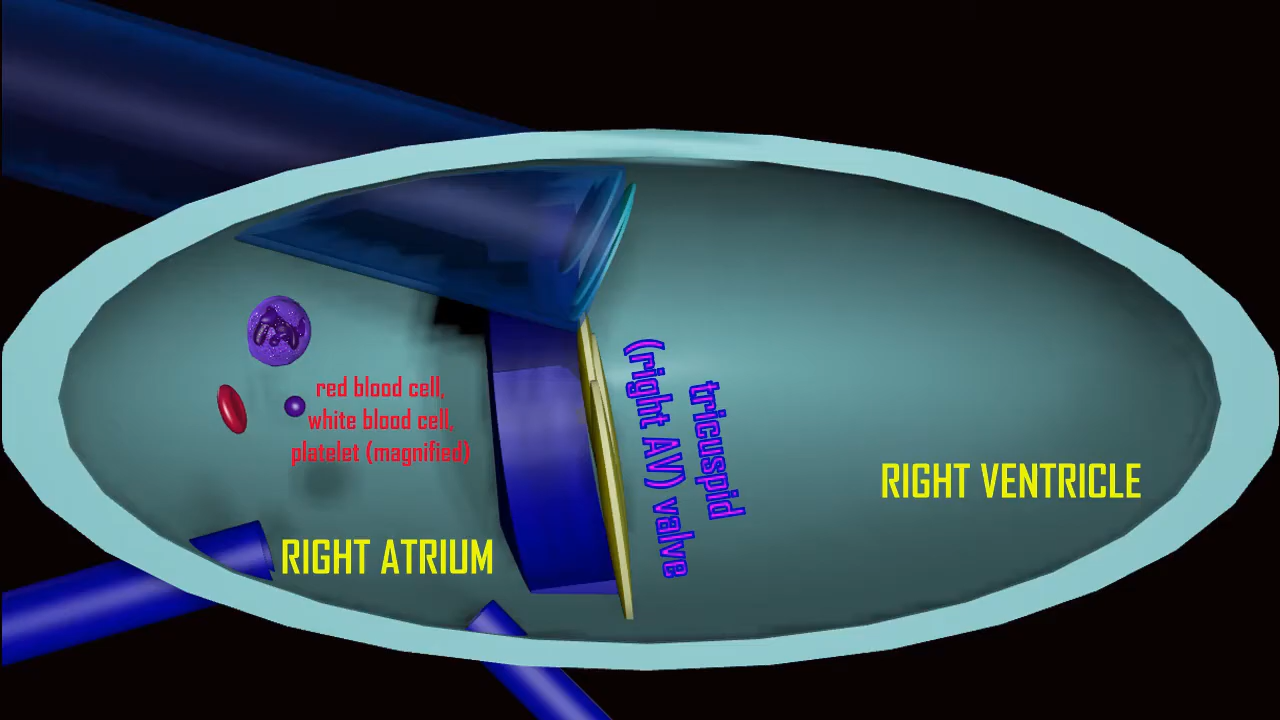 red blood cell,
white blood cell,
platelet (magnified)
RIGHT ATRIUM
tricuspid
(right AV) valve
RIGHT VENTRICLE